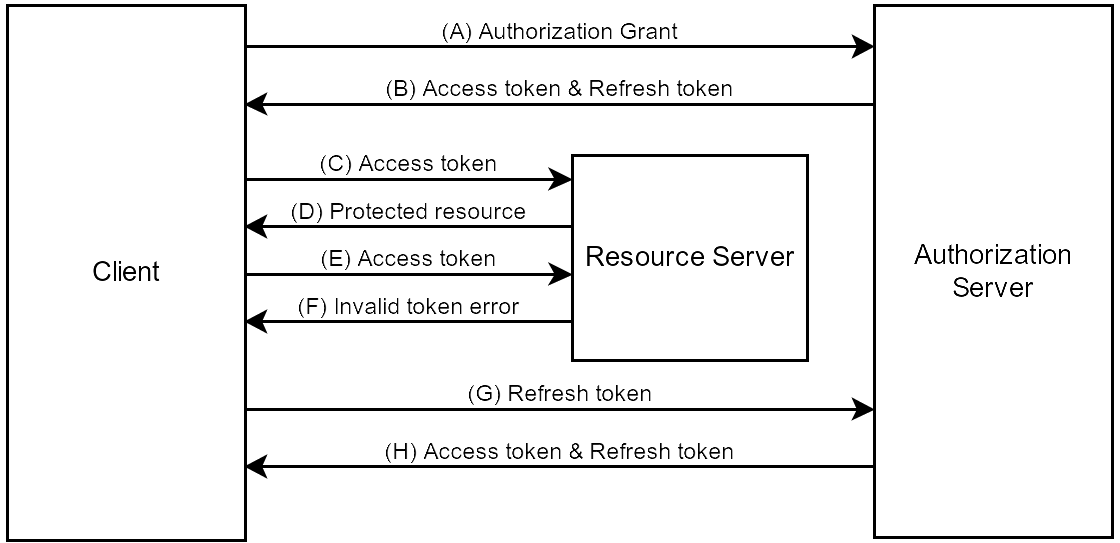 (A) Authorization Grant
(B) Access token & Refresh token
(C) Access token
(D) Protected resource
(E) Access token
(F) Invalid token error
Client
Resource Server
Authorization
Server
(G) Refresh token
(H) Access token & Refresh token